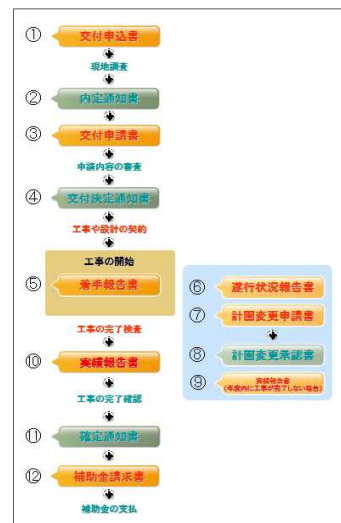 ① 交付申込書
現地調査
② 内定通知書
③ 交付申請書
申請内容の審査
④ 交付決定通知書
工事や設計の契約
工事の開始
⑤ 着手報告書
⑥ 遂行状況報告書
⑦ 計画変更申請書
⑧ 計画変更承認書
⑨ 実績報告書
(年度内に工事が完了しない場合)
工事の完了検査
⑩ 実績報告書
工事の完了確認
⑪ 確定通知書
⑫ 補助金請求書
補助金の支払